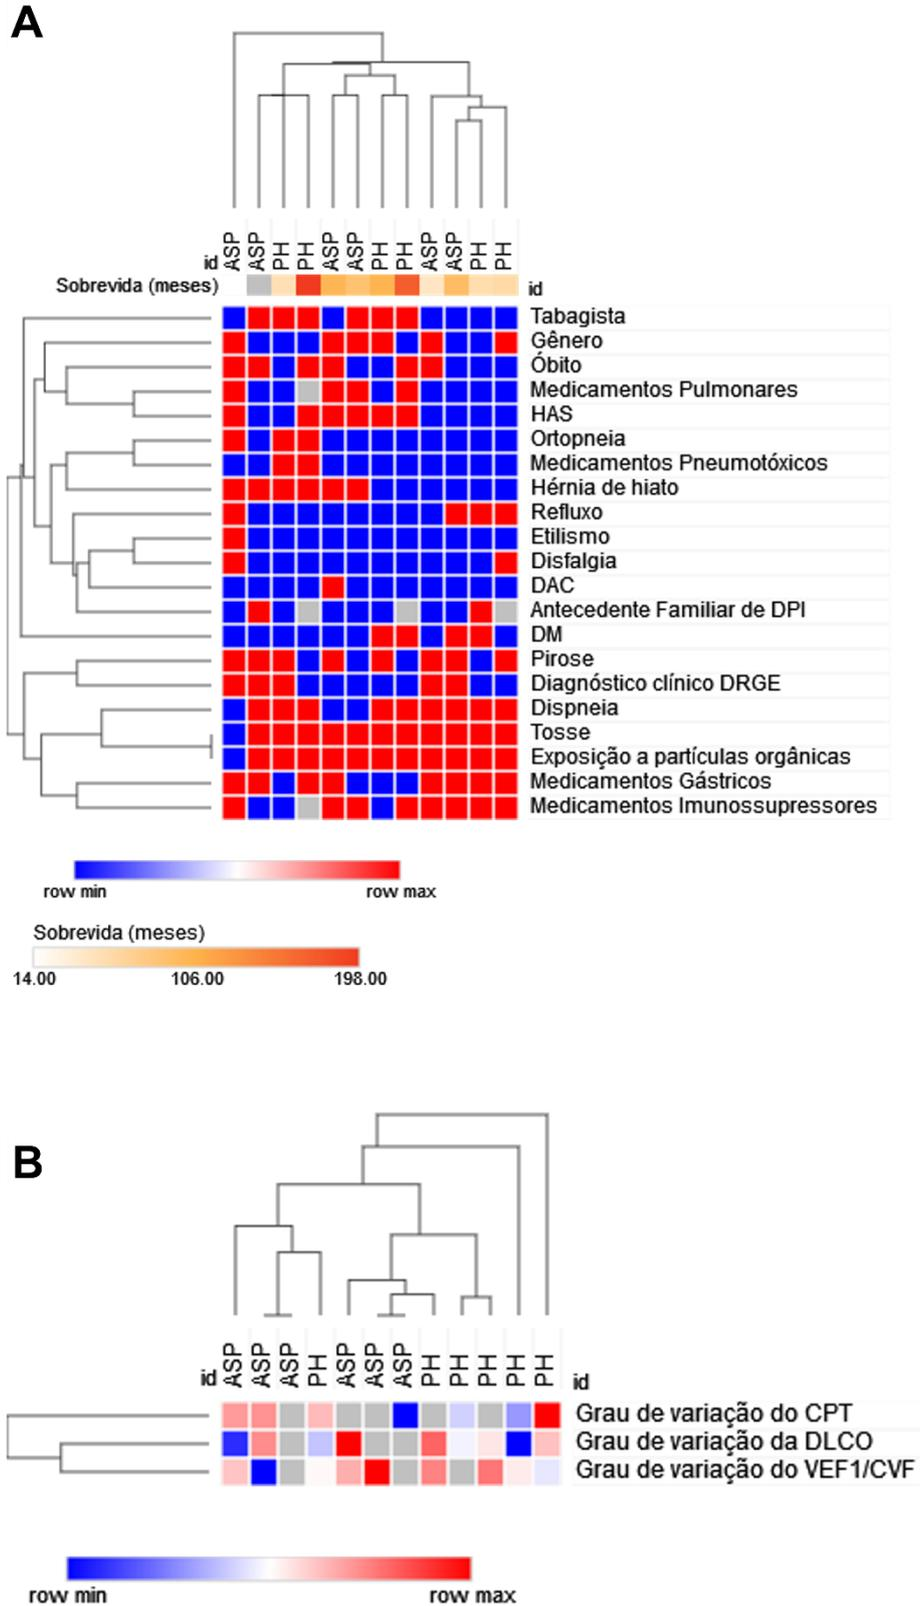 A
id ASP ASP PH PH ASP ASP PH PH ASP ASP PH PH
Sobrevida (meses) id
Tabagista
Gênero
Óbito
Medicamentos Pulmonares
HAS
Ortopneia
Medicamentos Pneumotóxicos
Hérnia de hiato
Refluxo
Etilismo
Disfalgia
DAC
Antecedente Familiar de DPI
DM
Pirose
Diagnóstico clínico DRGE
Dispneia
Tosse
Exposição a partículas orgânicas
Medicamentos Gástricos
Medicamentos Imunossupressores
row min row max
Sobrevida (meses)
14.00 106.00 198.00
B
id ASP ASP ASP PH ASP ASP ASP PH PH PH PH PH id
Grau de variação do CPT
Grau de variação da DLCO
Grau de variação do VEF1/CVF
row min row max